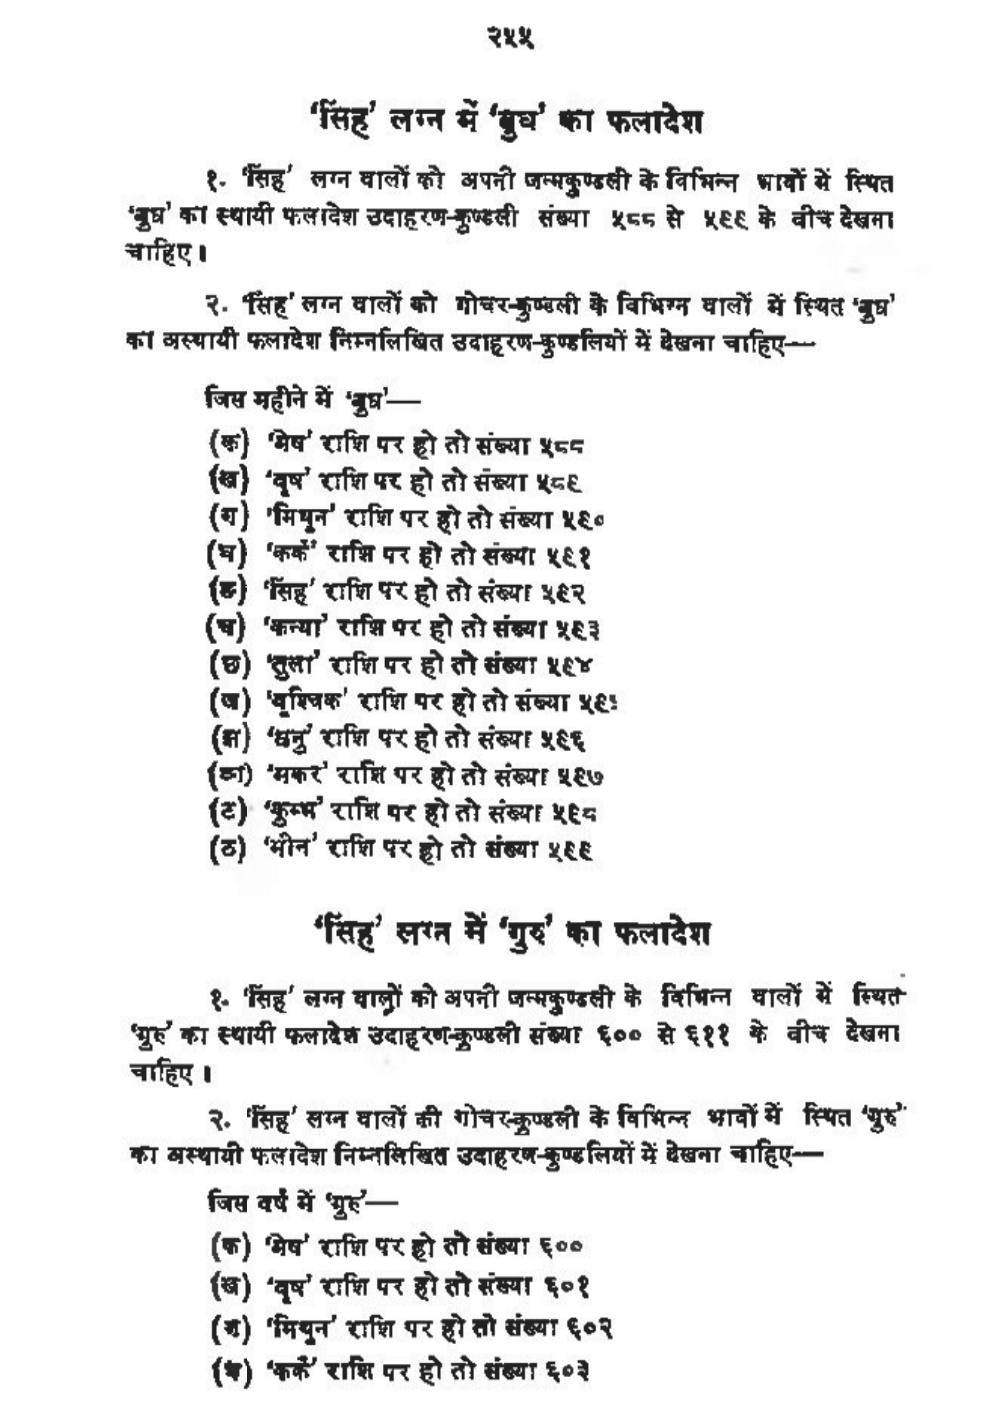 २५५
‘सिंह’ लग्न में ‘बुध’ का फलादेश
१. ‘सिंह’ लग्न वालों को अपनी जन्मकुण्डली के विभिन्न भावों में स्थित
‘बुध’ का स्थायी फलादेश उदाहरण-कुण्डली संख्या ५८८ से ५९९ के बीच देखना
चाहिए।
२. ‘सिंह’ लग्न वालों को गोचर-कुण्डली के विभिन्न वालों में स्थित ‘बुध’
का अस्थायी फलादेश निम्नलिखित उदाहरण-कुण्डलियों में देखना चाहिए—
जिस महीने में ‘बुध’—
(क) ‘मेष’ राशि पर हो तो संख्या ५८८
(ख) ‘वृष’ राशि पर हो तो संख्या ५८९
(ग) ‘मिथुन’ राशि पर हो तो संख्या ५९०
(घ) ‘कर्क’ राशि पर हो तो संख्या ५९१
(ङ) ‘सिंह’ राशि पर हो तो संख्या ५९२
(च) ‘कन्या’ राशि पर हो तो संख्या ५९३
(छ) ‘तुला’ राशि पर हो तो संख्या ५९४
(ज) ‘वृश्चिक’ राशि पर हो तो संख्या ५९५
(झ) ‘धनु’ राशि पर हो तो संख्या ५९६
(ञ) ‘मकर’ राशि पर हो तो संख्या ५९७
(ट) ‘कुम्भ’ राशि पर हो तो संख्या ५९८
(ठ) ‘मीन’ राशि पर हो तो संख्या ५९९
‘सिंह’ लग्न में ‘गुरु’ का फलादेश
१. ‘सिंह’ लग्न वालों को अपनी जन्मकुण्डली के विभिन्न वालों में स्थित
‘गुरु’ का स्थायी फलादेश उदाहरण-कुण्डली संख्या ६०० से ६११ के बीच देखना
चाहिए।
२. ‘सिंह’ लग्न वालों की गोचर-कुण्डली के विभिन्न भावों में स्थित ‘गुरु’
का अस्थायी फलादेश निम्नलिखित उदाहरण-कुण्डलियों में देखना चाहिए—
जिस वर्ष में ‘गुरु’—
(क) ‘मेष’ राशि पर हो तो संख्या ६००
(ख) ‘वृष’ राशि पर हो तो संख्या ६०१
(ग) ‘मिथुन’ राशि पर हो तो संख्या ६०२
(घ) ‘कर्क’ राशि पर हो तो संख्या ६०३